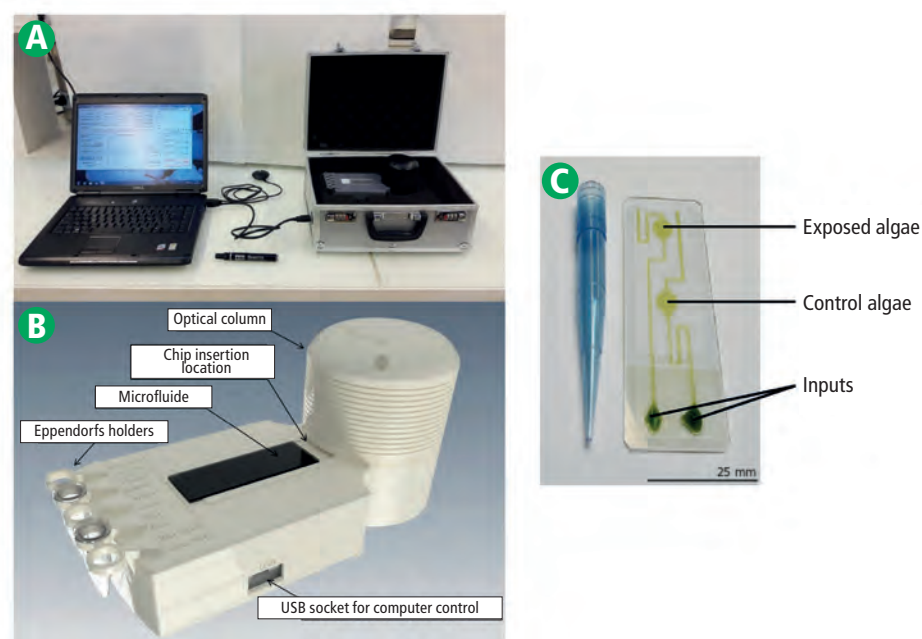 A
B
Optical column
Chip insertion
location
Microfluide
Eppendorfs holders
USB socket for computer control
C
Exposed algae
Control algae
Inputs
25 mm